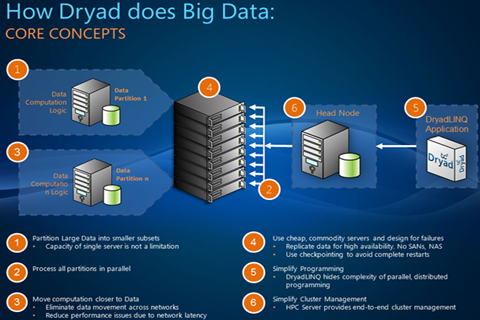 How Dryad does Big Data:
CORE CONCEPTS
1
Data
Computation
Logic
Data
Partition 1
4
6
Head Node
5
DryadLINQ
Application
3
Data
Computatio
n Logic
Data
Partition n
2
Dryad
Dryad
1
Partition Large Data into smaller subsets
• Capacity of single server is not a limitation
2
Process all partitions in parallel
3
Move computation closer to Data
• Eliminate data movement across networks
• Reduce performance issues due to network latency
4
Use cheap, commodity servers and design for failures
• Replicate data for high availability. No SANs, NAS
• Use checkpointing to avoid complete restarts
5
Simplify Programming
• DryadLINQ hides complexity of parallel, distributed
programming
6
Simplify Cluster Management
• HPC Server provides end-to-end cluster management